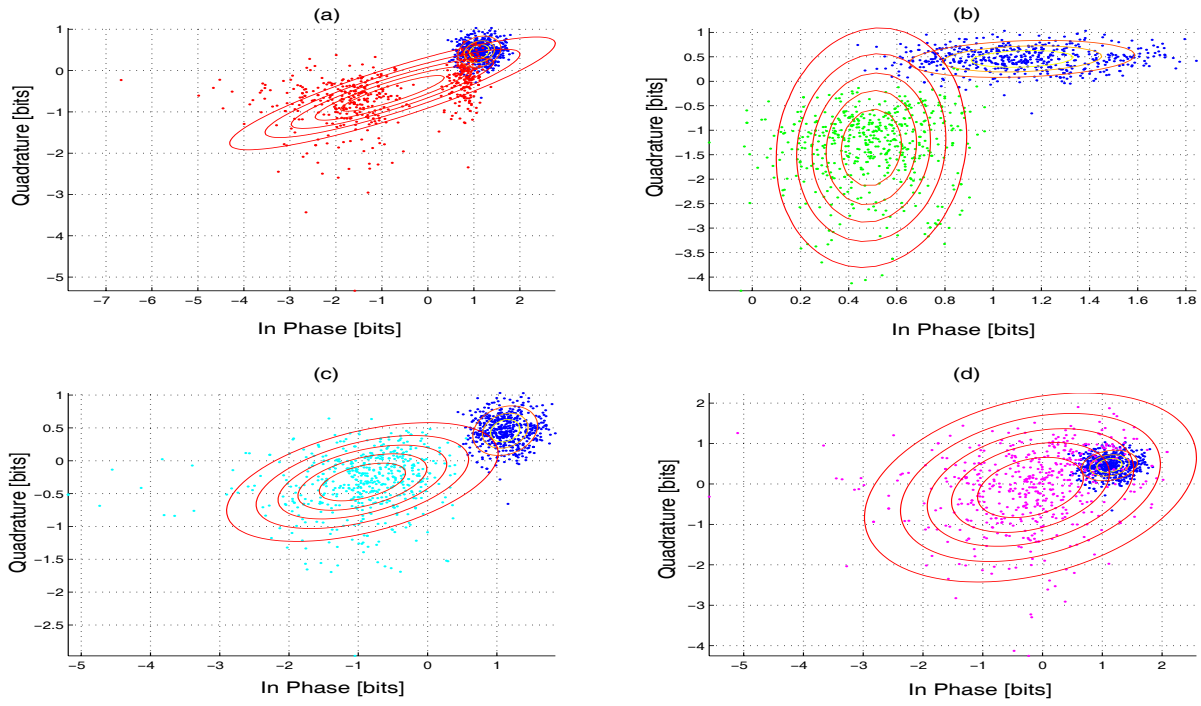 (a)
Quadrature [bits]
1
0
−1
−2
−3
−4
−5
−7 −6 −5 −4 −3 −2 −1 0 1 2
In Phase [bits]
(b)
Quadrature [bits]
1
0.5
0
−0.5
−1
−1.5
−2
−2.5
−3
−3.5
−4
0 0.2 0.4 0.6 0.8 1 1.2 1.4 1.6 1.8
In Phase [bits]
(c)
Quadrature [bits]
1
0.5
0
−0.5
−1
−1.5
−2
−2.5
−5 −4 −3 −2 −1 0 1
In Phase [bits]
(d)
Quadrature [bits]
2
1
0
−1
−2
−3
−4
−5 −4 −3 −2 −1 0 1 2
In Phase [bits]